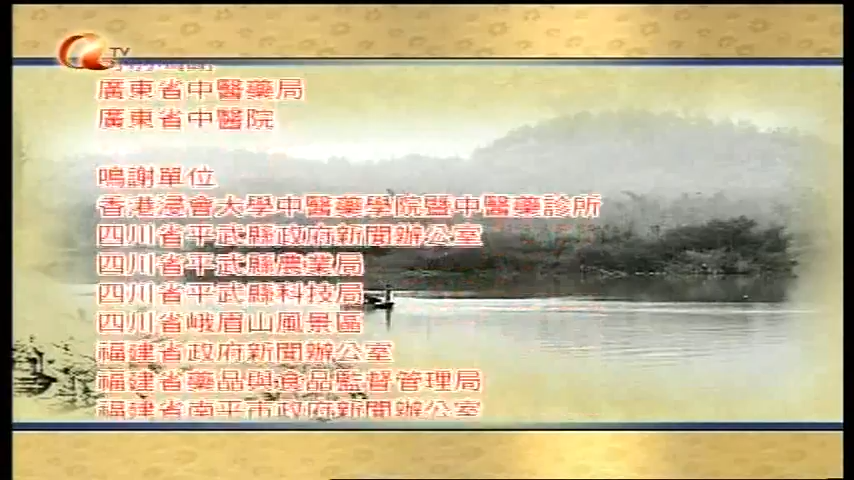 TV
廣東省中醫藥局
廣東省中醫院
鳴謝單位
香港浸會大學中醫藥學院暨中醫藥診所
四川省平武縣政府新聞辦公室
四川省平武縣農業局
四川省平武縣科技局
四川省峨眉山風景區
福建省政府新聞辦公室
福建省藥品與食品監督管理局
福建省南平市政府新聞辦公室